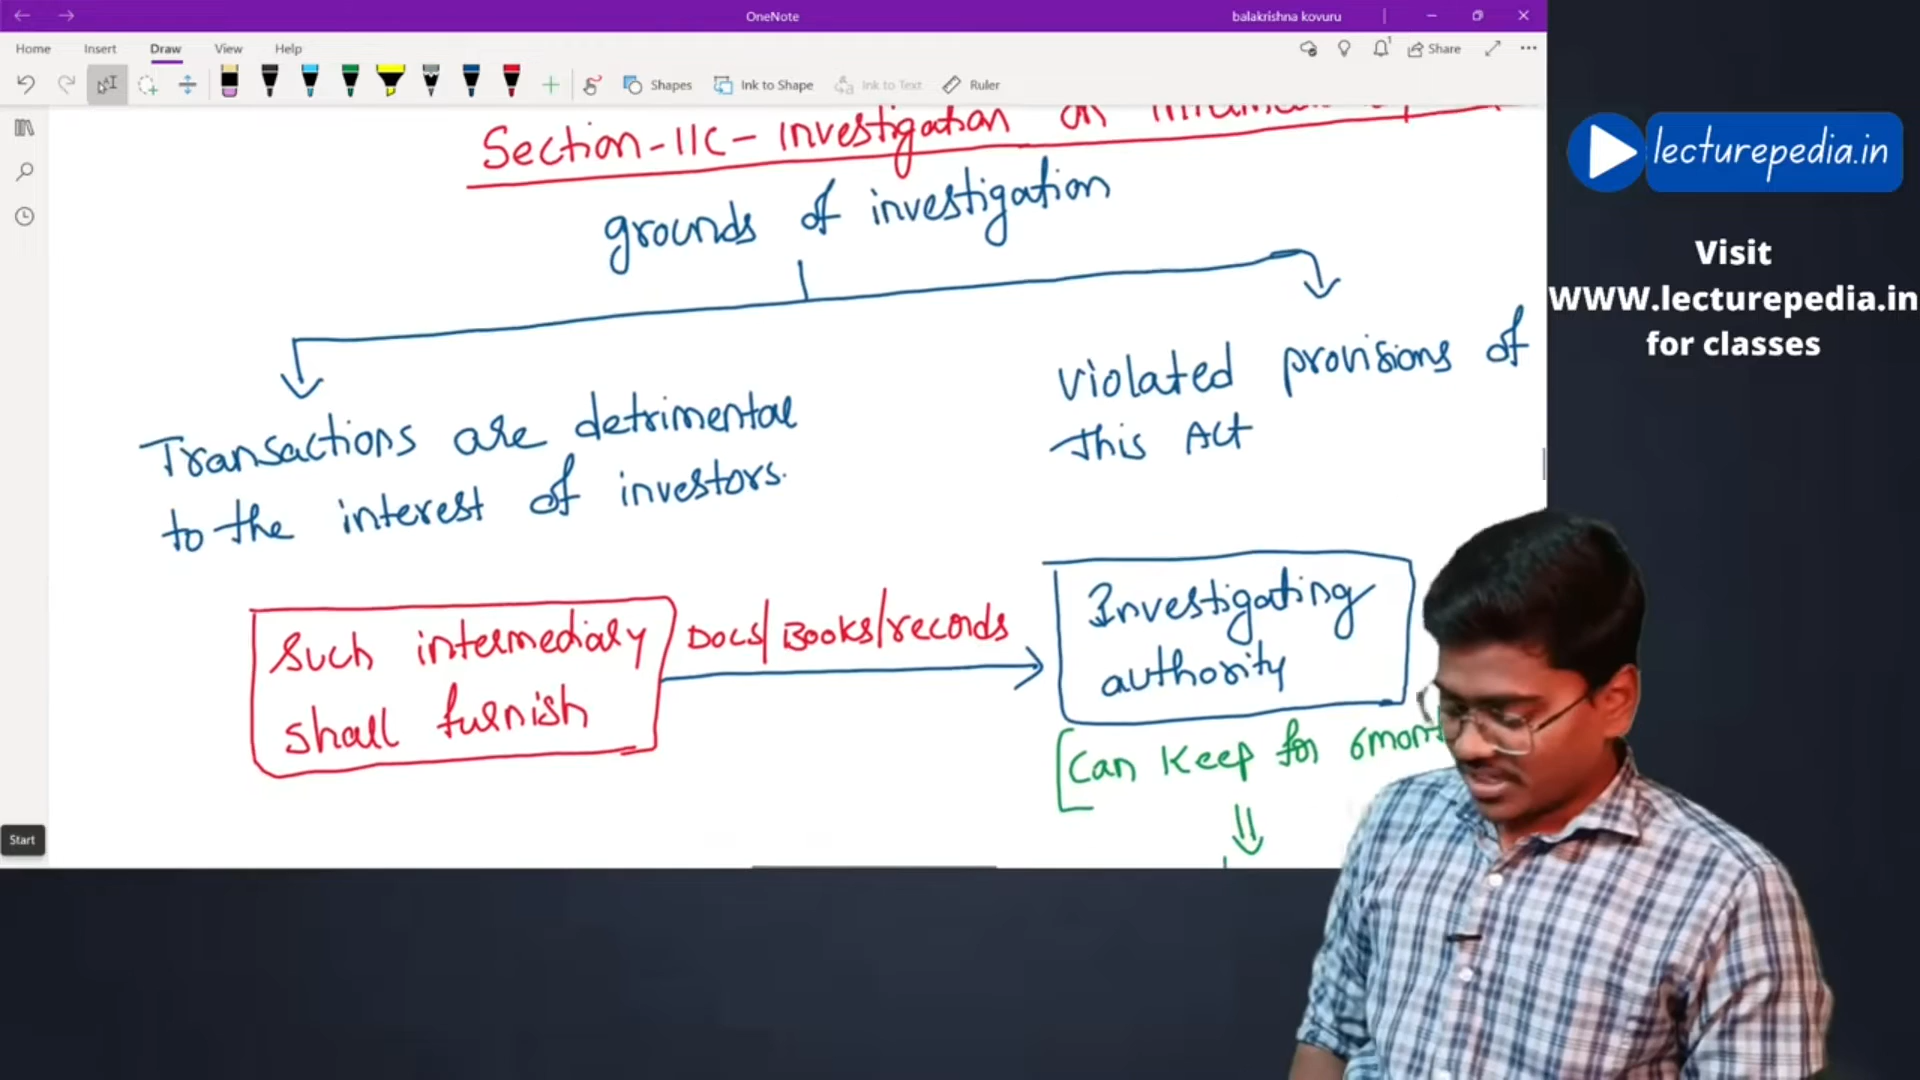 OneNote
balakrishna kovuru
Home Insert Draw View Help
Share
Shapes Ink to Shape Ink to Text Ruler
Section-11C - Investigation on
grounds of investigation
Transactions are detrimental
to the interest of investors.
violated provisions of
this Act
Such intermediary
shall furnish
Docs/Books/records
Investigating
authority
[Can Keep for 6
Start
lecturepedia.in
Visit
WWW.lecturepedia.in
for classes